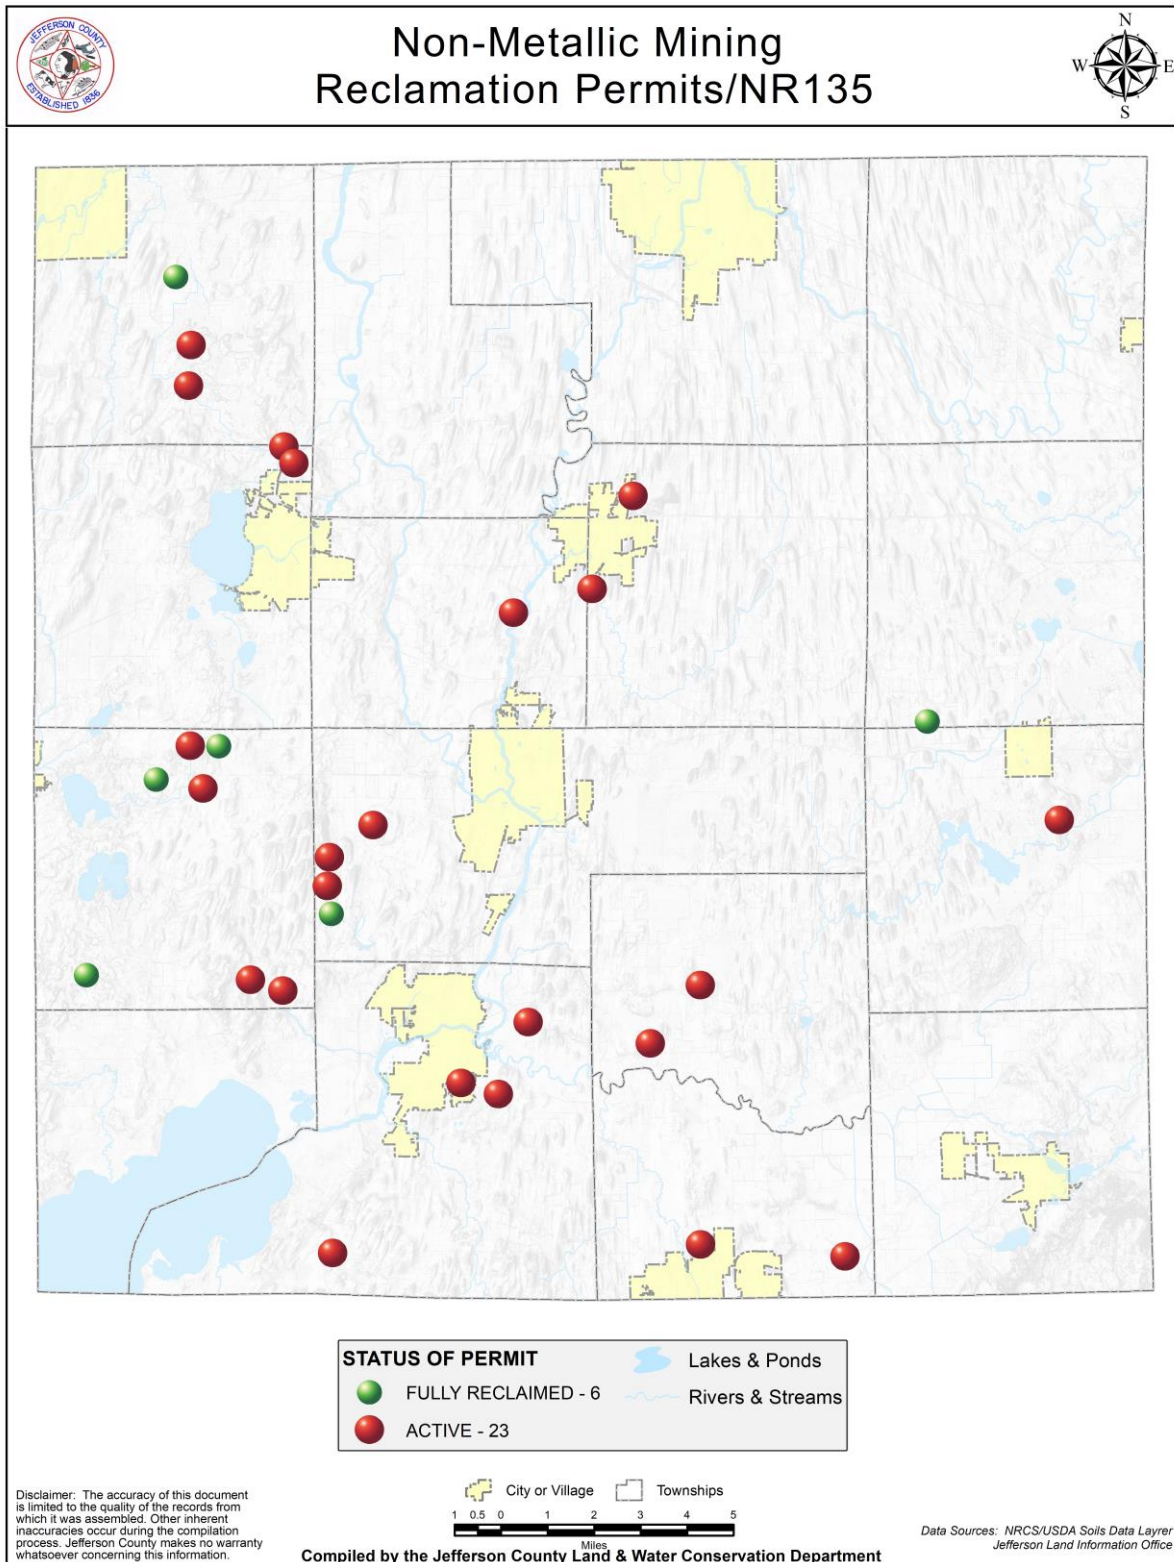 JEFFERSON COUNTY
ESTABLISHED 1836
Non-Metallic Mining
Reclamation Permits/NR135
N
W
E
S
STATUS OF PERMIT
FULLY RECLAIMED - 6
ACTIVE - 23
Lakes & Ponds
Rivers & Streams
City or Village
Townships
1 0.5 0 1 2 3 4 5
Miles
Disclaimer: The accuracy of this document
is limited to the quality of the records from
which it was assembled. Other inherent
inaccuracies occur during the compilation
process. Jefferson County makes no warranty
whatsoever concerning this information.
Compiled by the Jefferson County Land & Water Conservation Department
Data Sources: NRCS/USDA Soils Data Layrer
Jefferson Land Information Office